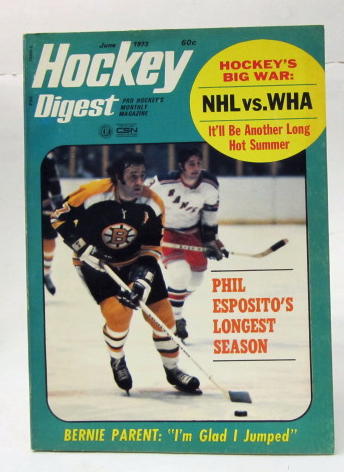 June 1973 60c
Hockey
Digest
PRO HOCKEY'S
MONTHLY
MAGAZINE
CSN
HOCKEY'S
BIG WAR:
NHL vs. WHA
It'll Be Another Long
Hot Summer
B
PHIL
ESPOSITO'S
LONGEST
SEASON
BERNIE PARENT: "I'm Glad I Jumped"